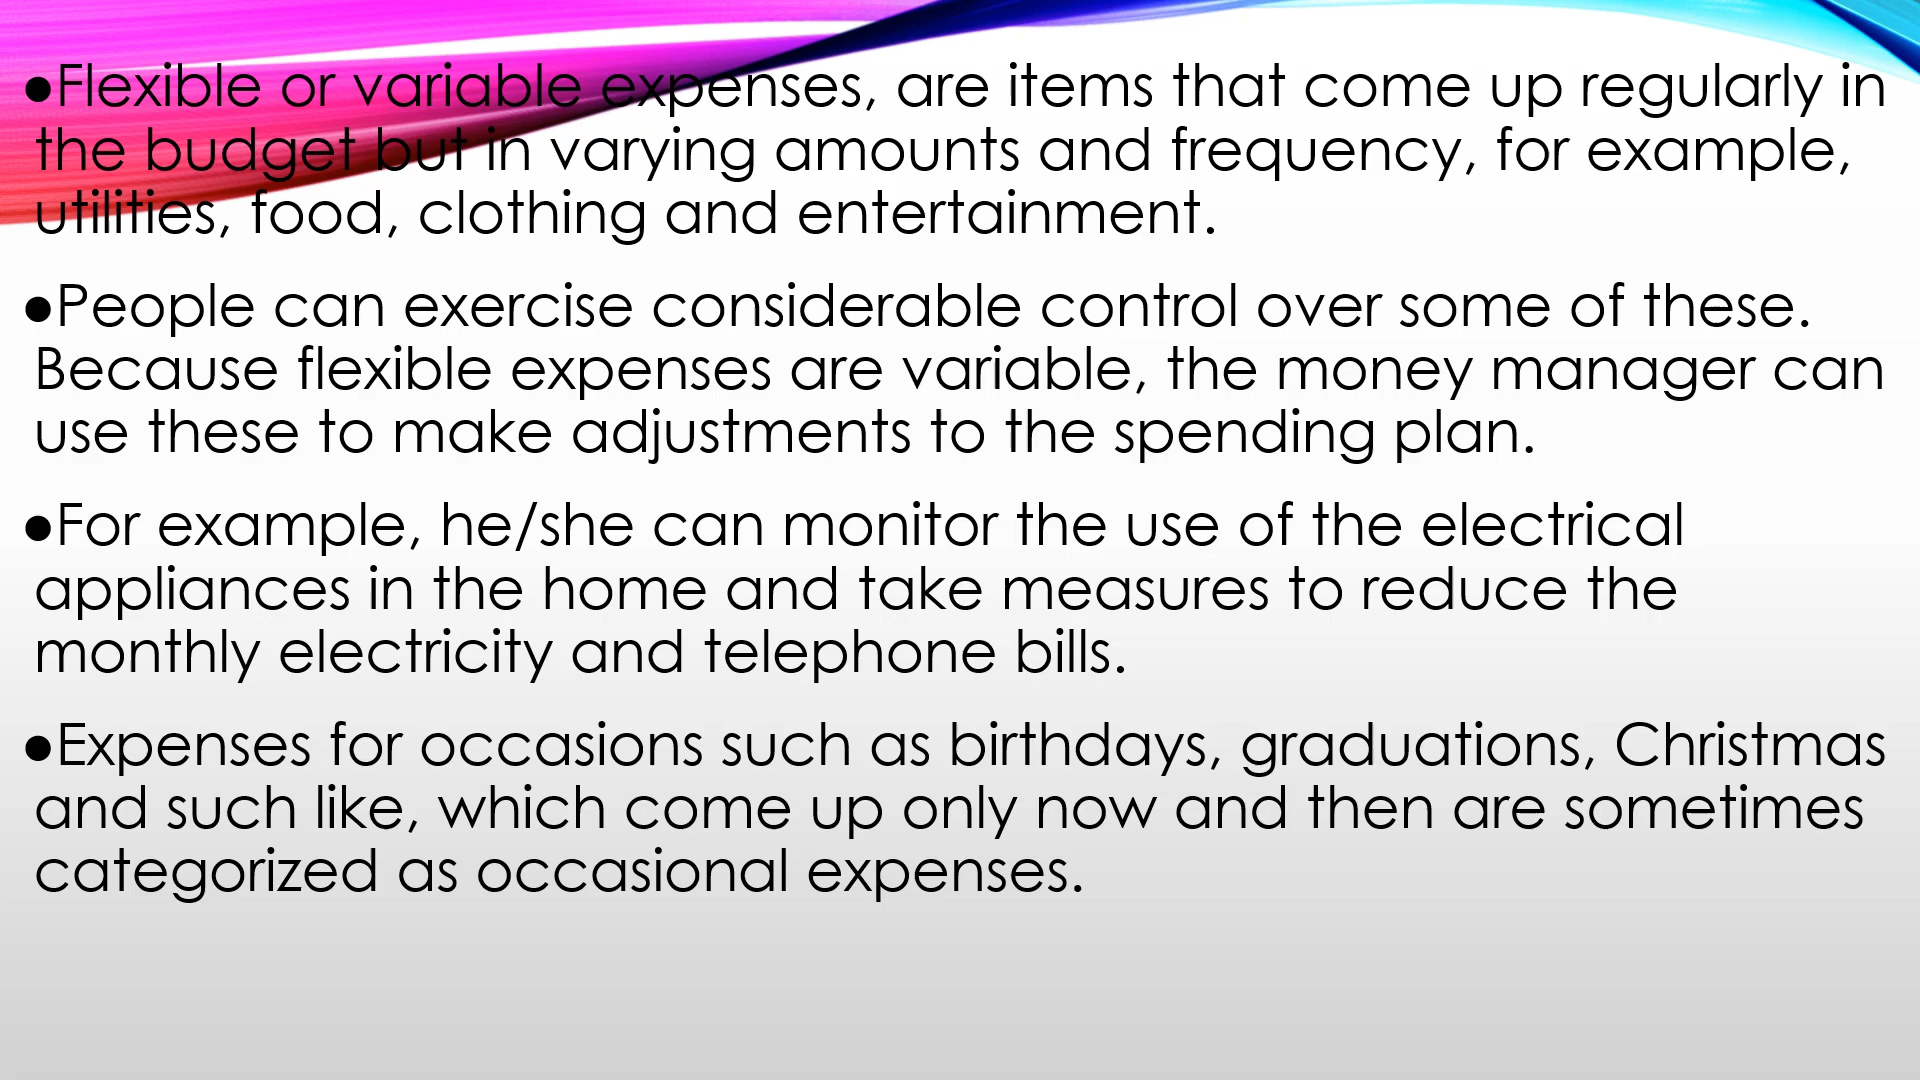 ●Flexible or variable expenses, are items that come up regularly in
the budget but in varying amounts and frequency, for example,
utilities, food, clothing and entertainment.
●People can exercise considerable control over some of these.
Because flexible expenses are variable, the money manager can
use these to make adjustments to the spending plan.
●For example, he/she can monitor the use of the electrical
appliances in the home and take measures to reduce the
monthly electricity and telephone bills.
●Expenses for occasions such as birthdays, graduations, Christmas
and such like, which come up only now and then are sometimes
categorized as occasional expenses.